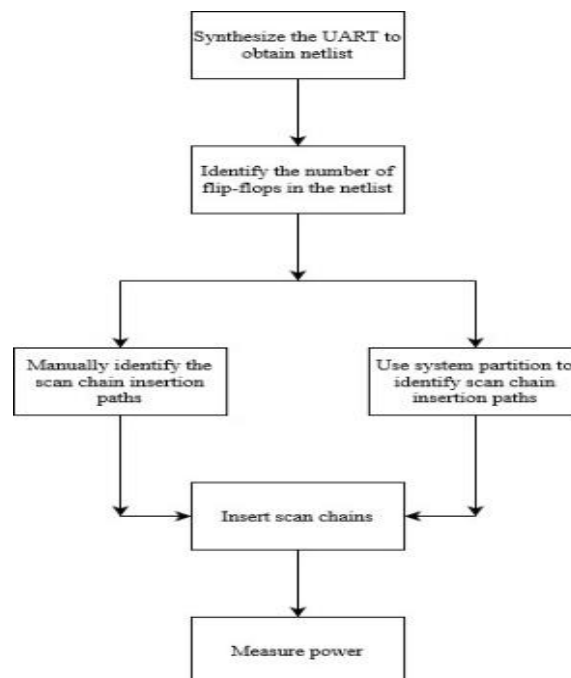 Synthesize the UART to
obtain netlist
Identify the number of
flip-flops in the netlist
Manually identify the
scan chain insertion
paths
Use system partition to
identify scan chain
insertion paths
Insert scan chains
Measure power